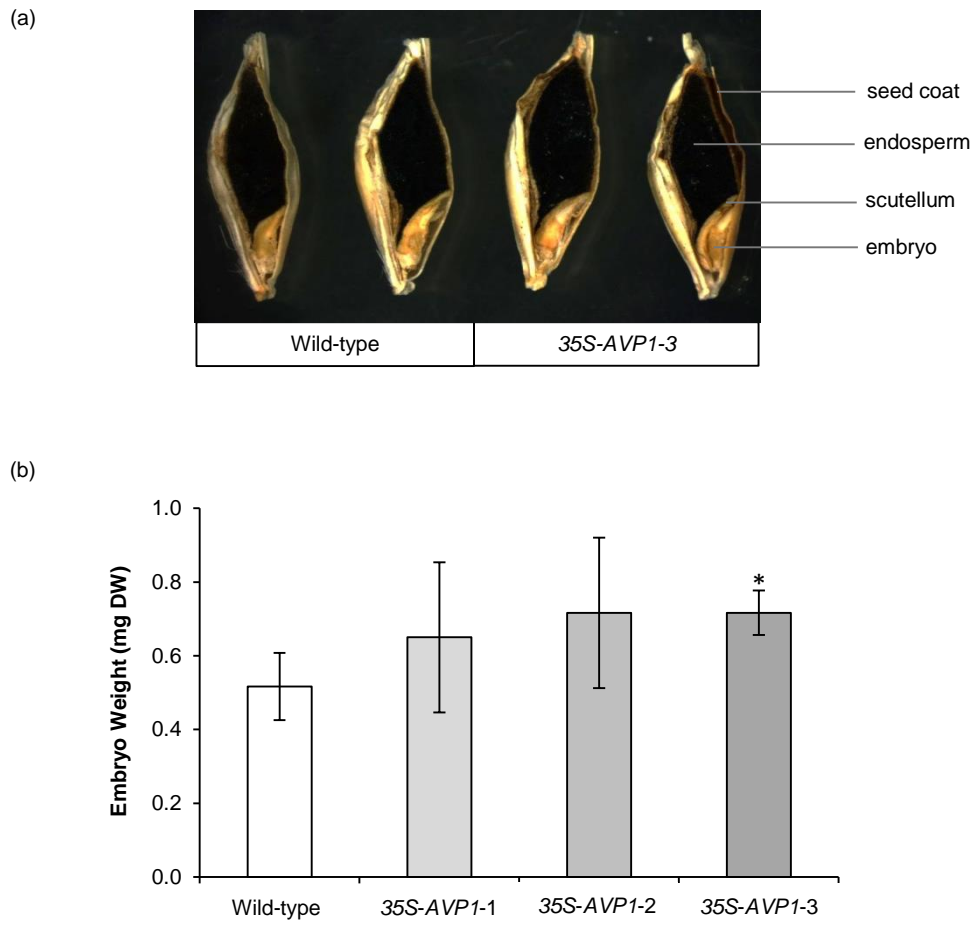 (a)
seed coat
endosperm
scutellum
embryo
Wild-type 35S-AVP1-3
(b)
Embryo Weight (mg DW)
1.0
0.8
0.6
0.4
0.2
0.0
*
Wild-type 35S-AVP1-1 35S-AVP1-2 35S-AVP1-3